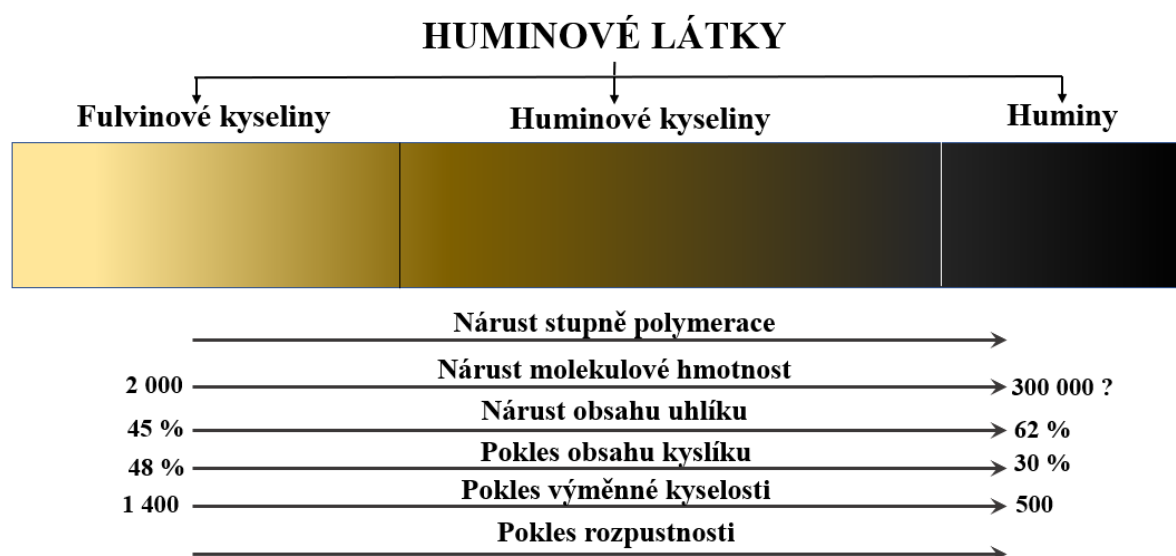 HUMINOVÉ LÁTKY
Fulvinové kyseliny Huminové kyseliny Huminy
Nárust stupně polymerace
2 000 Nárust molekulové hmotnost 300 000 ?
45 % Nárust obsahu uhlíku 62 %
48 % Pokles obsahu kyslíku 30 %
1 400 Pokles výměnné kyselosti 500
Pokles rozpustnosti